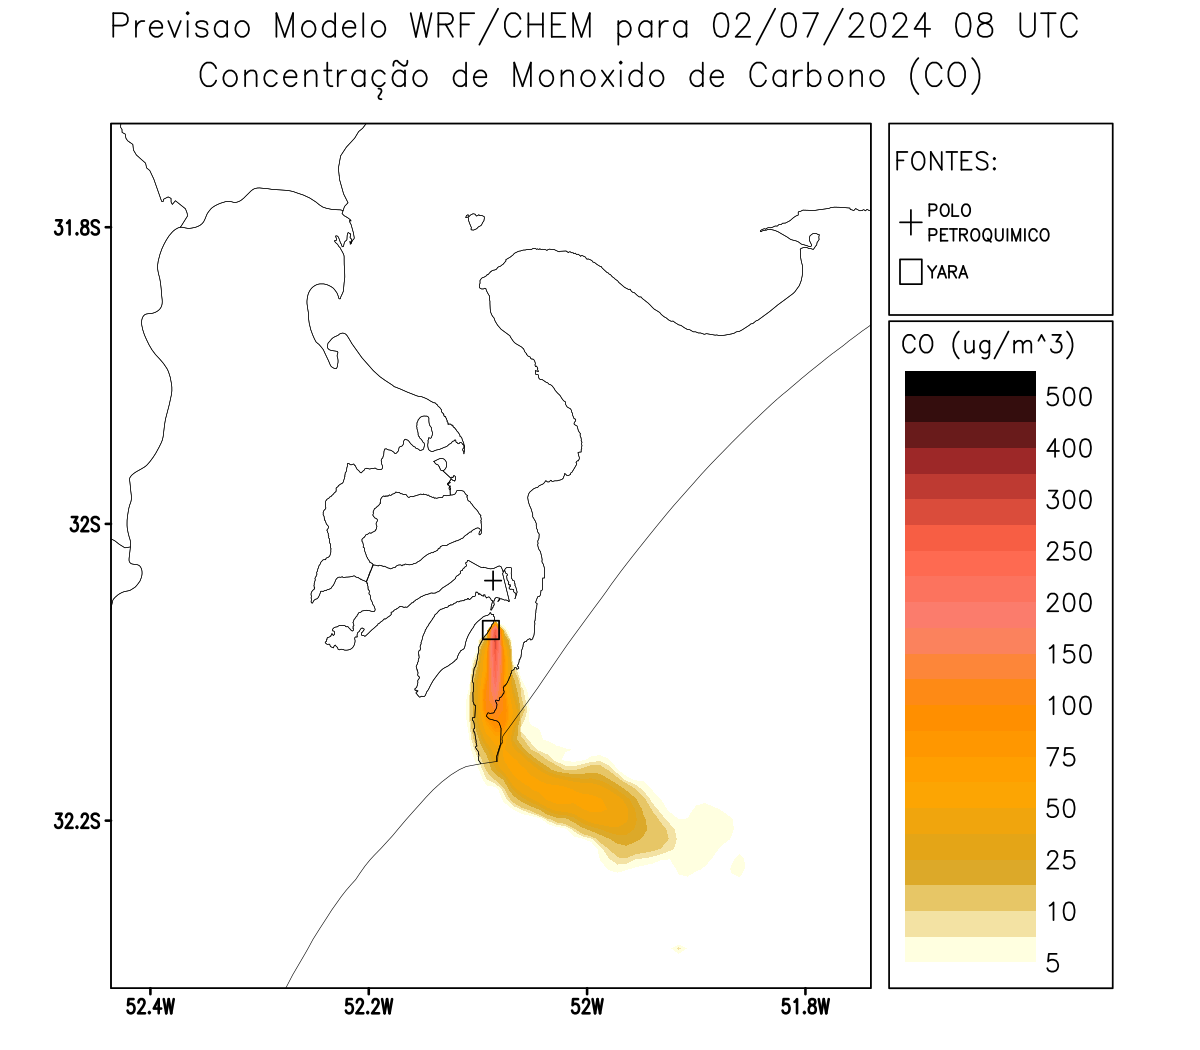 Previsao Modelo WRF/CHEM para 02/07/2024 08 UTC
Concentração de Monoxido de Carbono (CO)
FONTES:
POLO
PETROQUIMICO
YARA
CO (ug/m^3)
500
400
300
250
200
150
100
75
50
25
10
5
31.8S
32S
32.2S
52.4W
52.2W
52W
51.8W